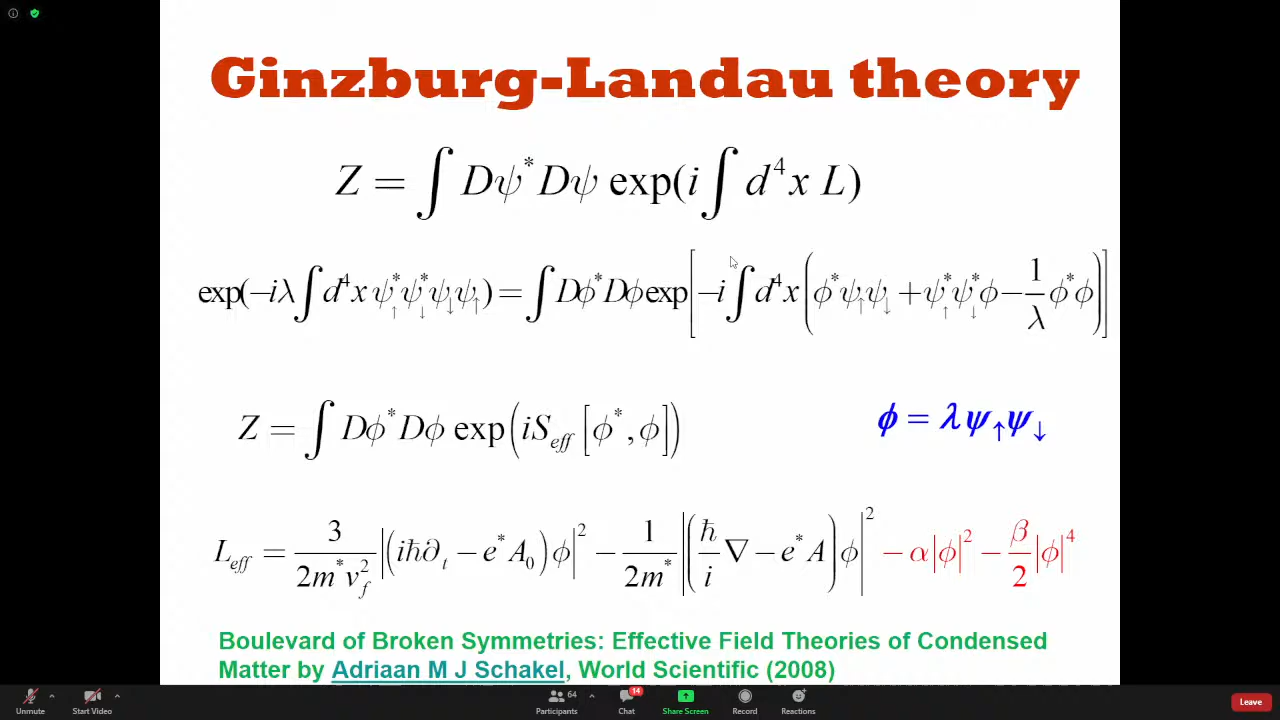 Ginzburg-Landau theory
Z = ∫ Dψ* Dψ exp(i ∫ d⁴x L)
exp(−iλ ∫ d⁴x ψ↑* ψ↓* ψ↓ ψ↑) = ∫ Dφ* Dφ exp[−i ∫ d⁴x (φ* ψ↑ ψ↓ + ψ↑* ψ↓* φ − 1/λ φ* φ)]
Z = ∫ Dφ* Dφ exp(iS_eff [φ*, φ])
ϕ = λ ψ↑ ψ↓
L_eff = 3/(2m* v_f²) |(iħ∂_t − e* A₀)φ|² − 1/(2m*) |(ħ/i ∇ − e* A)φ|² − α|φ|² − β/2 |φ|⁴
Boulevard of Broken Symmetries: Effective Field Theories of Condensed
Matter by Adriaan M J Schakel, World Scientific (2008)
Unmute
Start Video
64
Participants
14
Chat
Share Screen
Record
Reactions
Leave